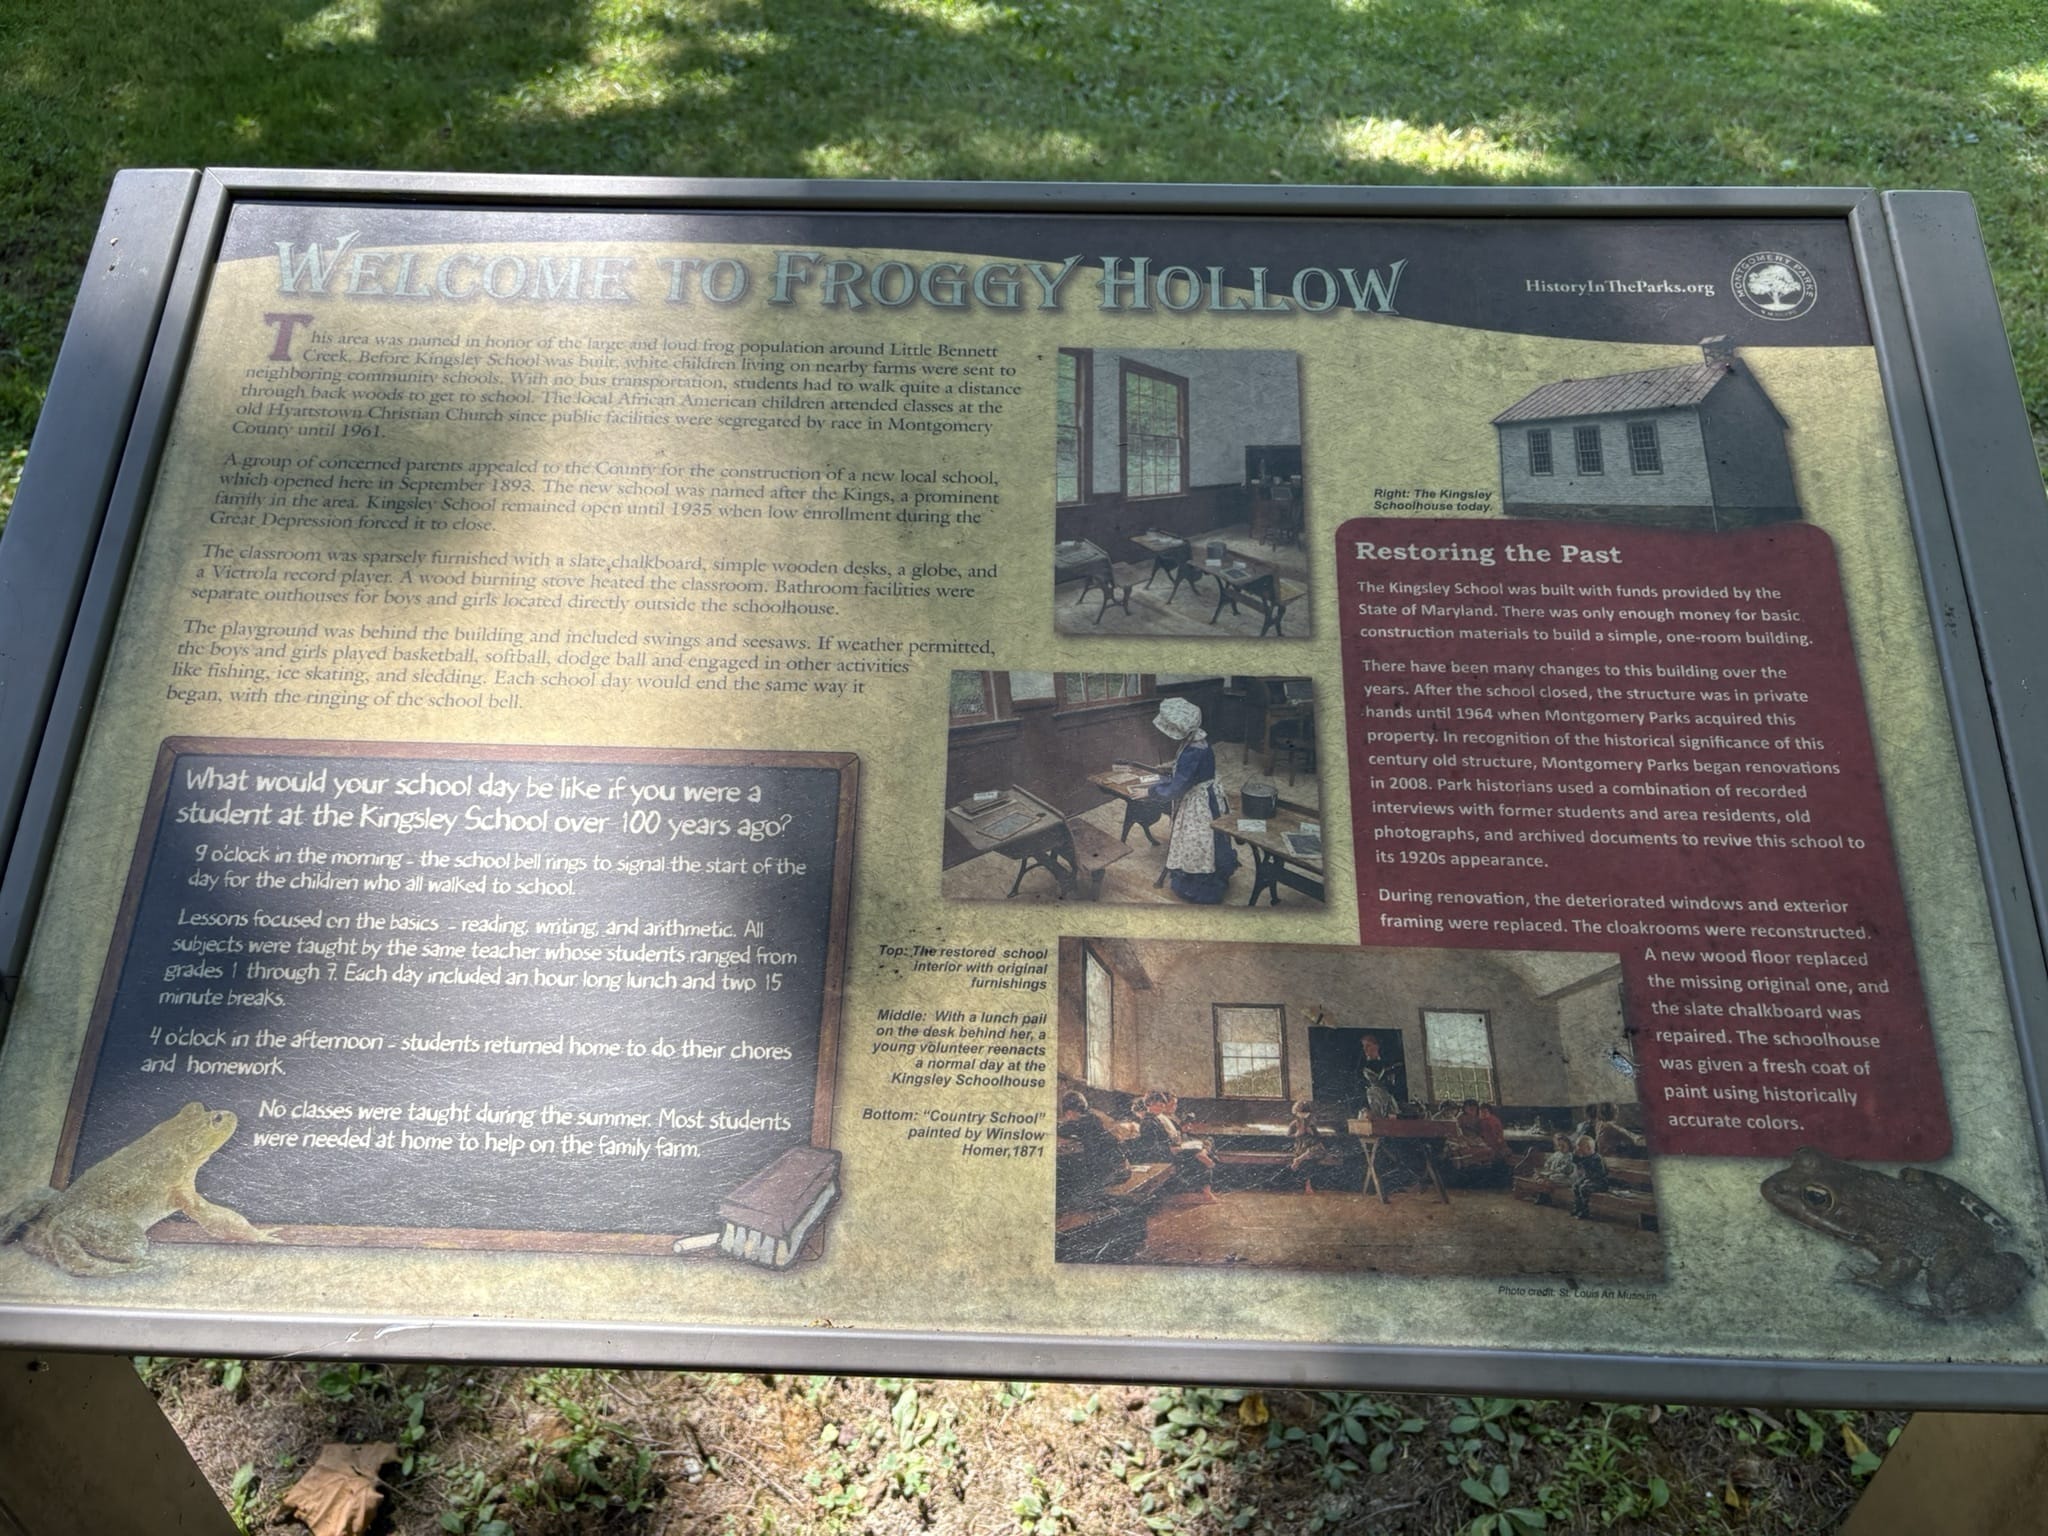 WELCOME TO FROGGY HOLLOW
HistoryInTheParks.org
MONTGOMERY PARKS
This area was named in honor of the large and loud frog population around Little Bennett
Creek. Before Kingsley School was built, white children living on nearby farms were sent to
neighboring community schools. With no bus transportation, students had to walk quite a distance
through back woods to get to school. The local African American children attended classes at the
old Hyattstown Christian Church since public facilities were segregated by race in Montgomery
County until 1961.
A group of concerned parents appealed to the County for the construction of a new local school,
which opened here in September 1893. The new school was named after the Kings, a prominent
family in the area. Kingsley School remained open until 1935 when low enrollment during the
Great Depression forced it to close.
The classroom was sparsely furnished with a slate chalkboard, simple wooden desks, a globe, and
a Victrola record player. A wood burning stove heated the classroom. Bathroom facilities were
separate outhouses for boys and girls located directly outside the schoolhouse.
The playground was behind the building and included swings and seesaws. If weather permitted,
the boys and girls played basketball, softball, dodge ball and engaged in other activities
like fishing, ice skating, and sledding. Each school day would end the same way it
began, with the ringing of the school bell.
What would your school day be like if you were a
student at the Kingsley School over 100 years ago?
9 o'clock in the morning - the school bell rings to signal the start of the
day for the children who all walked to school.
Lessons focused on the basics - reading, writing, and arithmetic. All
subjects were taught by the same teacher whose students ranged from
grades 1 through 7. Each day included an hour long lunch and two 15
minute breaks.
4 o'clock in the afternoon - students returned home to do their chores
and homework.
No classes were taught during the summer. Most students
were needed at home to help on the family farm.
Top: The restored school
interior with original
furnishings
Middle: With a lunch pail
on the desk behind her, a
young volunteer reenacts
a normal day at the
Kingsley Schoolhouse
Bottom: "Country School"
painted by Winslow
Homer,1871
Right: The Kingsley
Schoolhouse today.
Restoring the Past
The Kingsley School was built with funds provided by the
State of Maryland. There was only enough money for basic
construction materials to build a simple, one-room building.
There have been many changes to this building over the
years. After the school closed, the structure was in private
hands until 1964 when Montgomery Parks acquired this
property. In recognition of the historical significance of this
century old structure, Montgomery Parks began renovations
in 2008. Park historians used a combination of recorded
interviews with former students and area residents, old
photographs, and archived documents to revive this school to
its 1920s appearance.
During renovation, the deteriorated windows and exterior
framing were replaced. The cloakrooms were reconstructed.
A new wood floor replaced
the missing original one, and
the slate chalkboard was
repaired. The schoolhouse
was given a fresh coat of
paint using historically
accurate colors.
Photo credit: St. Louis Art Museum